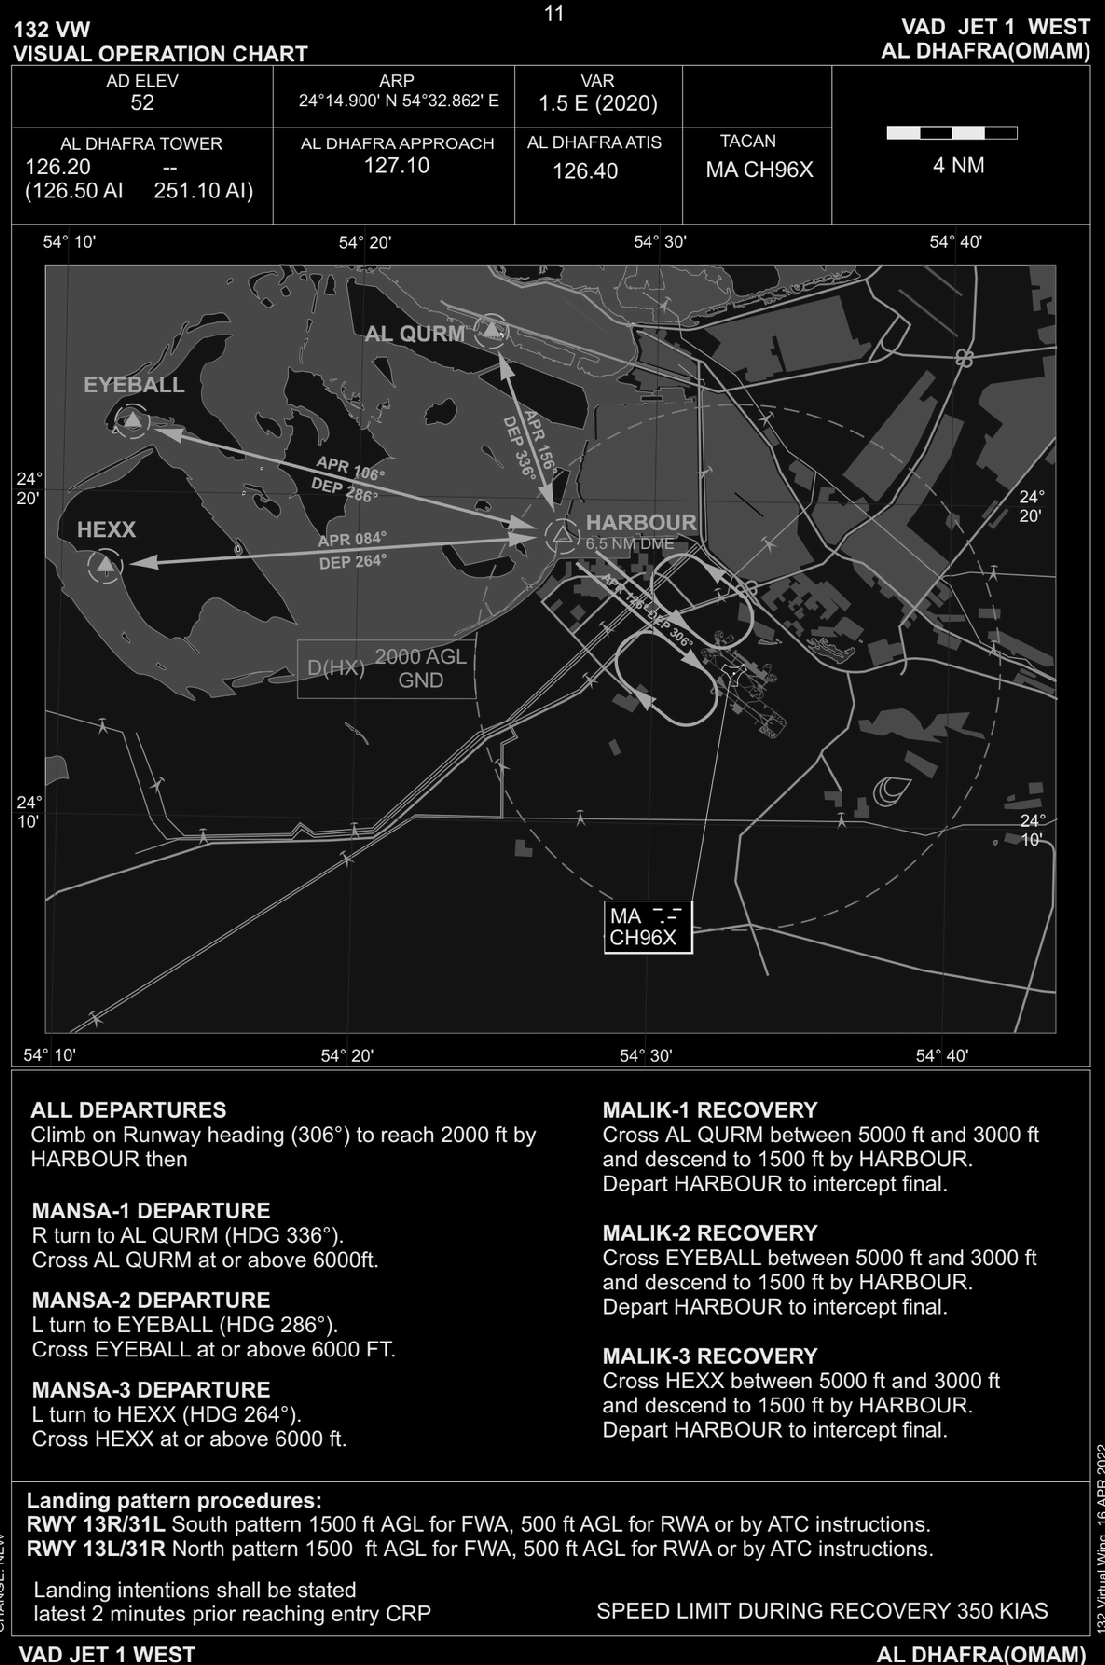 11
132 VW
VISUAL OPERATION CHART
VAD JET 1 WEST
AL DHAFRA(OMAM)
AD ELEV
52
ARP
24°14.900' N 54°32.862' E
VAR
1.5 E (2020)
AL DHAFRA TOWER
126.20 --
(126.50 AI 251.10 AI)
AL DHAFRA APPROACH
127.10
AL DHAFRA ATIS
126.40
TACAN
MA CH96X
4 NM
54° 10' 54° 20' 54° 30' 54° 40'
AL QURM
EYEBALL
APR 156°
DEP 336°
APR 106°
DEP 286°
24°
20'
24°
20'
HEXX
HARBOUR
6.5 NM DME
APR 084°
DEP 264°
APR 126° DEP 306°
D(HX)
2000 AGL
GND
24°
10'
24°
10'
MA -.-
CH96X
54° 10' 54° 20' 54° 30' 54° 40'
ALL DEPARTURES
Climb on Runway heading (306°) to reach 2000 ft by
HARBOUR then
MANSA-1 DEPARTURE
R turn to AL QURM (HDG 336°).
Cross AL QURM at or above 6000ft.
MANSA-2 DEPARTURE
L turn to EYEBALL (HDG 286°).
Cross EYEBALL at or above 6000 FT.
MANSA-3 DEPARTURE
L turn to HEXX (HDG 264°).
Cross HEXX at or above 6000 ft.
MALIK-1 RECOVERY
Cross AL QURM between 5000 ft and 3000 ft
and descend to 1500 ft by HARBOUR.
Depart HARBOUR to intercept final.
MALIK-2 RECOVERY
Cross EYEBALL between 5000 ft and 3000 ft
and descend to 1500 ft by HARBOUR.
Depart HARBOUR to intercept final.
MALIK-3 RECOVERY
Cross HEXX between 5000 ft and 3000 ft
and descend to 1500 ft by HARBOUR.
Depart HARBOUR to intercept final.
Landing pattern procedures:
RWY 13R/31L South pattern 1500 ft AGL for FWA, 500 ft AGL for RWA or by ATC instructions.
RWY 13L/31R North pattern 1500 ft AGL for FWA, 500 ft AGL for RWA or by ATC instructions.
Landing intentions shall be stated
latest 2 minutes prior reaching entry CRP
SPEED LIMIT DURING RECOVERY 350 KIAS
CHANGE: NEW
132 Virtual Wing, 16 APR 2022
VAD JET 1 WEST
AL DHAFRA(OMAM)